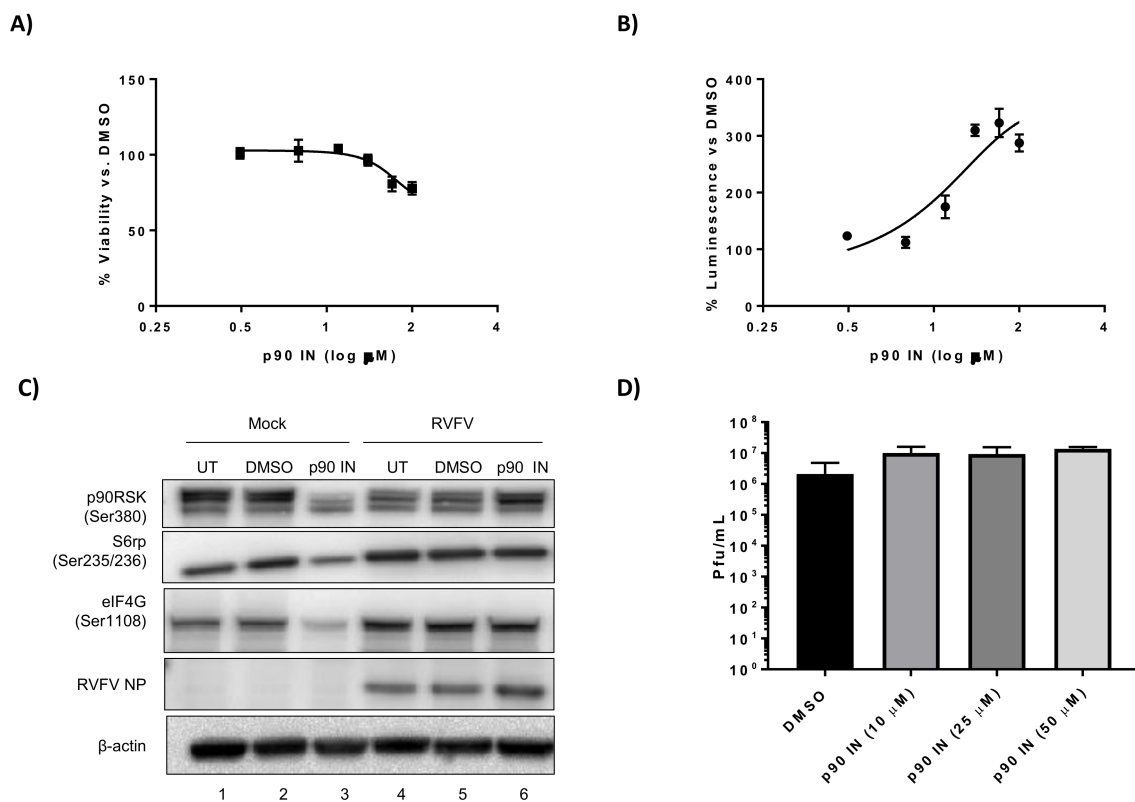 A)
B)
150
100
50
0
0.25 0.5 1 2 4
% Viability vs. DMSO
p90 IN (log μM)
400
300
200
100
0
0.25 0.5 1 2 4
% Luminescence vs DMSO
p90 IN (log μM)
C)
D)
Mock RVFV
UT DMSO p90 IN UT DMSO p90 IN
p90RSK
(Ser380)
S6rp
(Ser235/236)
eIF4G
(Ser1108)
RVFV NP
β-actin
1 2 3 4 5 6
10⁸
10⁷
10⁶
10⁵
10⁴
10³
10²
10¹
10⁰
Pfu/mL
DMSO
p90 IN (10 μM)
p90 IN (25 μM)
p90 IN (50 μM)